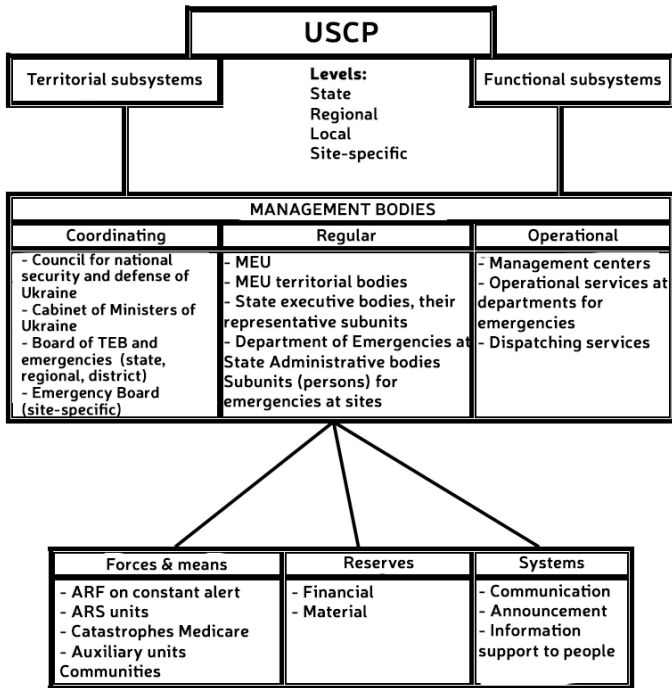 USCP
Territorial subsystems
Levels:
State
Regional
Local
Site-specific
Functional subsystems
MANAGEMENT BODIES
Coordinating
- Council for national
security and defense of
Ukraine
- Cabinet of Ministers of
Ukraine
- Board of TEB and
emergencies (state,
regional, district)
- Emergency Board
(site-specific)
Regular
- MEU
- MEU territorial bodies
- State executive bodies, their
representative subunits
- Department of Emergencies at
State Administrative bodies
Subunits (persons) for
emergencies at sites
Operational
- Management centers
- Operational services at
departments for
emergencies
- Dispatching services
Forces & means
- ARF on constant alert
- ARS units
- Catastrophes Medicare
- Auxiliary units
Communities
Reserves
- Financial
- Material
Systems
- Communication
- Announcement
- Information
support to people